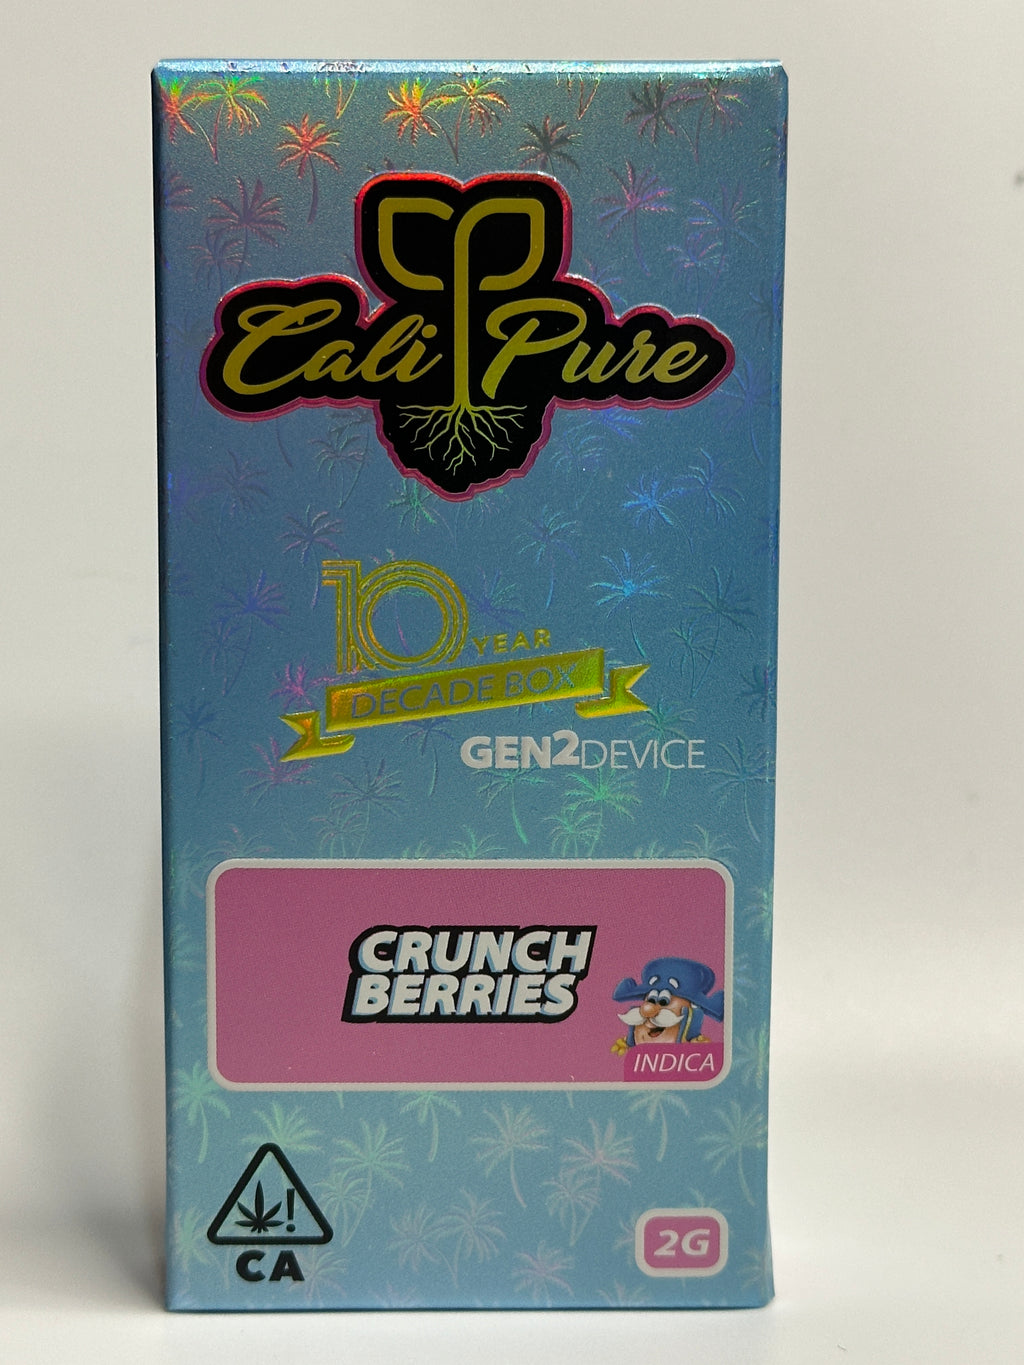 Cali Pure
10 YEAR
DECADE BOX
GEN2DEVICE
CRUNCH
BERRIES
INDICA
!
CA
2G